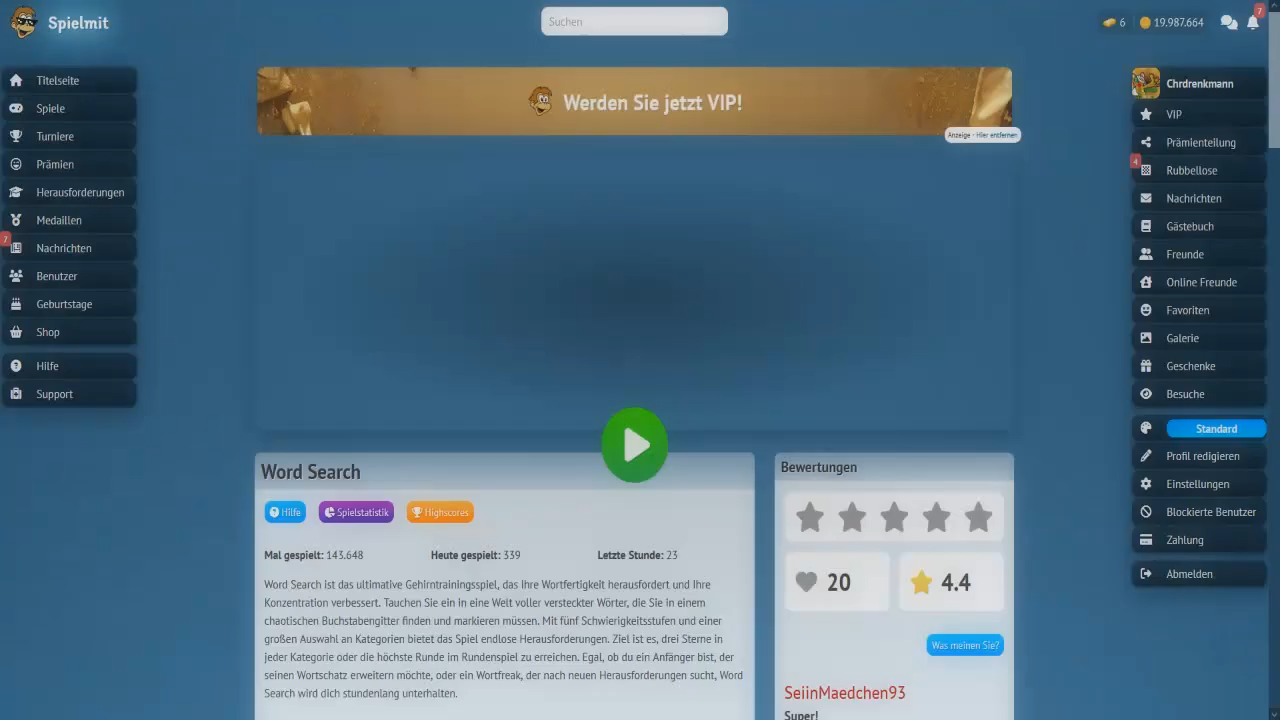 Spielmit
Suchen
6
19.987.664
7
Titelseite
Spiele
Turniere
Prämien
Herausforderungen
Medaillen
7
Nachrichten
Benutzer
Geburtstage
Shop
Hilfe
Support
Werden Sie jetzt VIP!
Anzeige - Hier entfernen
Chrdrenkmann
VIP
Prämienteilung
4
Rubbellose
Nachrichten
Gästebuch
Freunde
Online Freunde
Favoriten
Galerie
Geschenke
Besuche
Standard
Profil redigieren
Einstellungen
Blockierte Benutzer
Zahlung
Abmelden
Word Search
Hilfe
Spielstatistik
Highscores
Mal gespielt: 143.648
Heute gespielt: 339
Letzte Stunde: 23
Word Search ist das ultimative Gehirntrainingsspiel, das Ihre Wortfertigkeit herausfordert und Ihre
Konzentration verbessert. Tauchen Sie ein in eine Welt voller versteckter Wörter, die Sie in einem
chaotischen Buchstabengitter finden und markieren müssen. Mit fünf Schwierigkeitsstufen und einer
großen Auswahl an Kategorien bietet das Spiel endlose Herausforderungen. Ziel ist es, drei Sterne in
jeder Kategorie oder die höchste Runde im Rundenspiel zu erreichen. Egal, ob du ein Anfänger bist, der
seinen Wortschatz erweitern möchte, oder ein Wortfreak, der nach neuen Herausforderungen sucht, Word
Search wird dich stundenlang unterhalten.
Bewertungen
20
4.4
Was meinen Sie?
SeiinMaedchen93
Super!